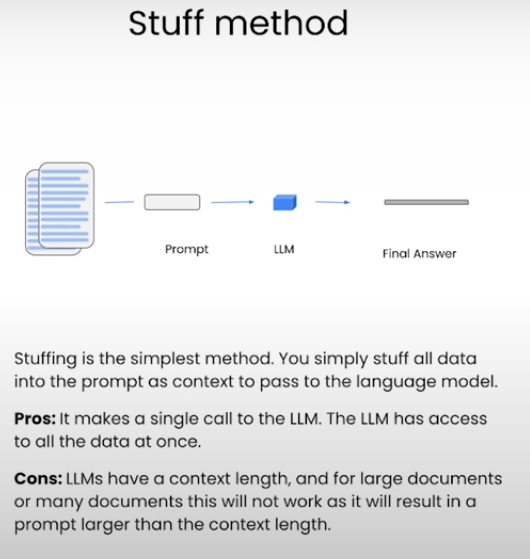 Stuff method
Prompt
LLM
Final Answer
Stuffing is the simplest method. You simply stuff all data
into the prompt as context to pass to the language model.
Pros: It makes a single call to the LLM. The LLM has access
to all the data at once.
Cons: LLMs have a context length, and for large documents
or many documents this will not work as it will result in a
prompt larger than the context length.